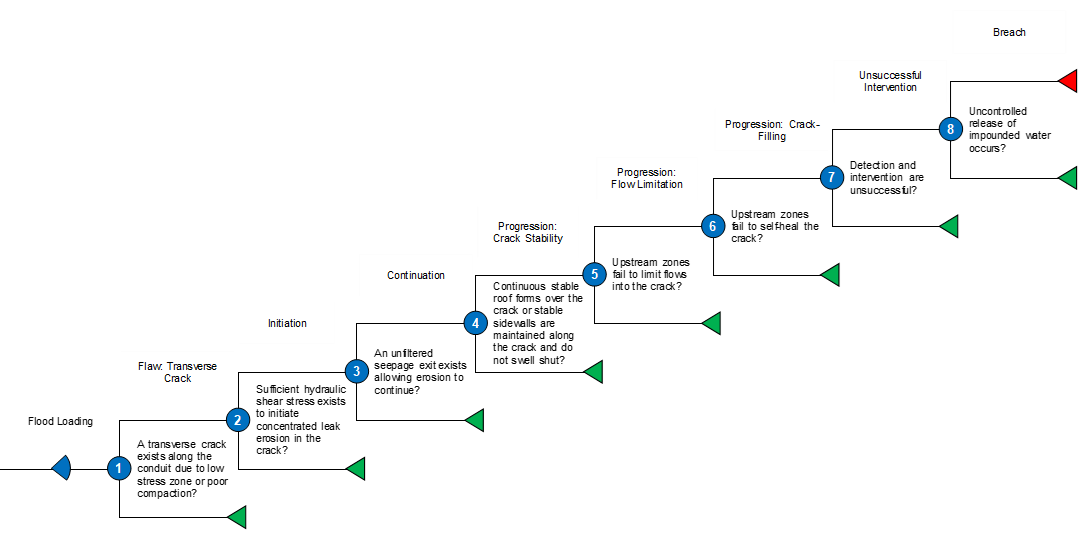 Breach
Unsuccessful
Intervention
Uncontrolled
release of
impounded water
occurs?
8
Progression: Crack-
Filling
Detection and
intervention are
unsuccessful?
7
Progression:
Flow Limitation
Upstream zones
fail to self-heal the
crack?
6
Progression:
Crack Stability
Upstream zones
fail to limit flows
into the crack?
5
Continuation
Continuous stable
roof forms over the
crack or stable
sidewalls are
maintained along
the crack and do
not swell shut?
4
Initiation
An unfiltered
seepage exit exists
allowing erosion to
continue?
3
Flaw: Transverse
Crack
Sufficient hydraulic
shear stress exists
to initiate
concentrated leak
erosion in the
crack?
2
Flood Loading
A transverse crack
exists along the
conduit due to low
stress zone or poor
compaction?
1